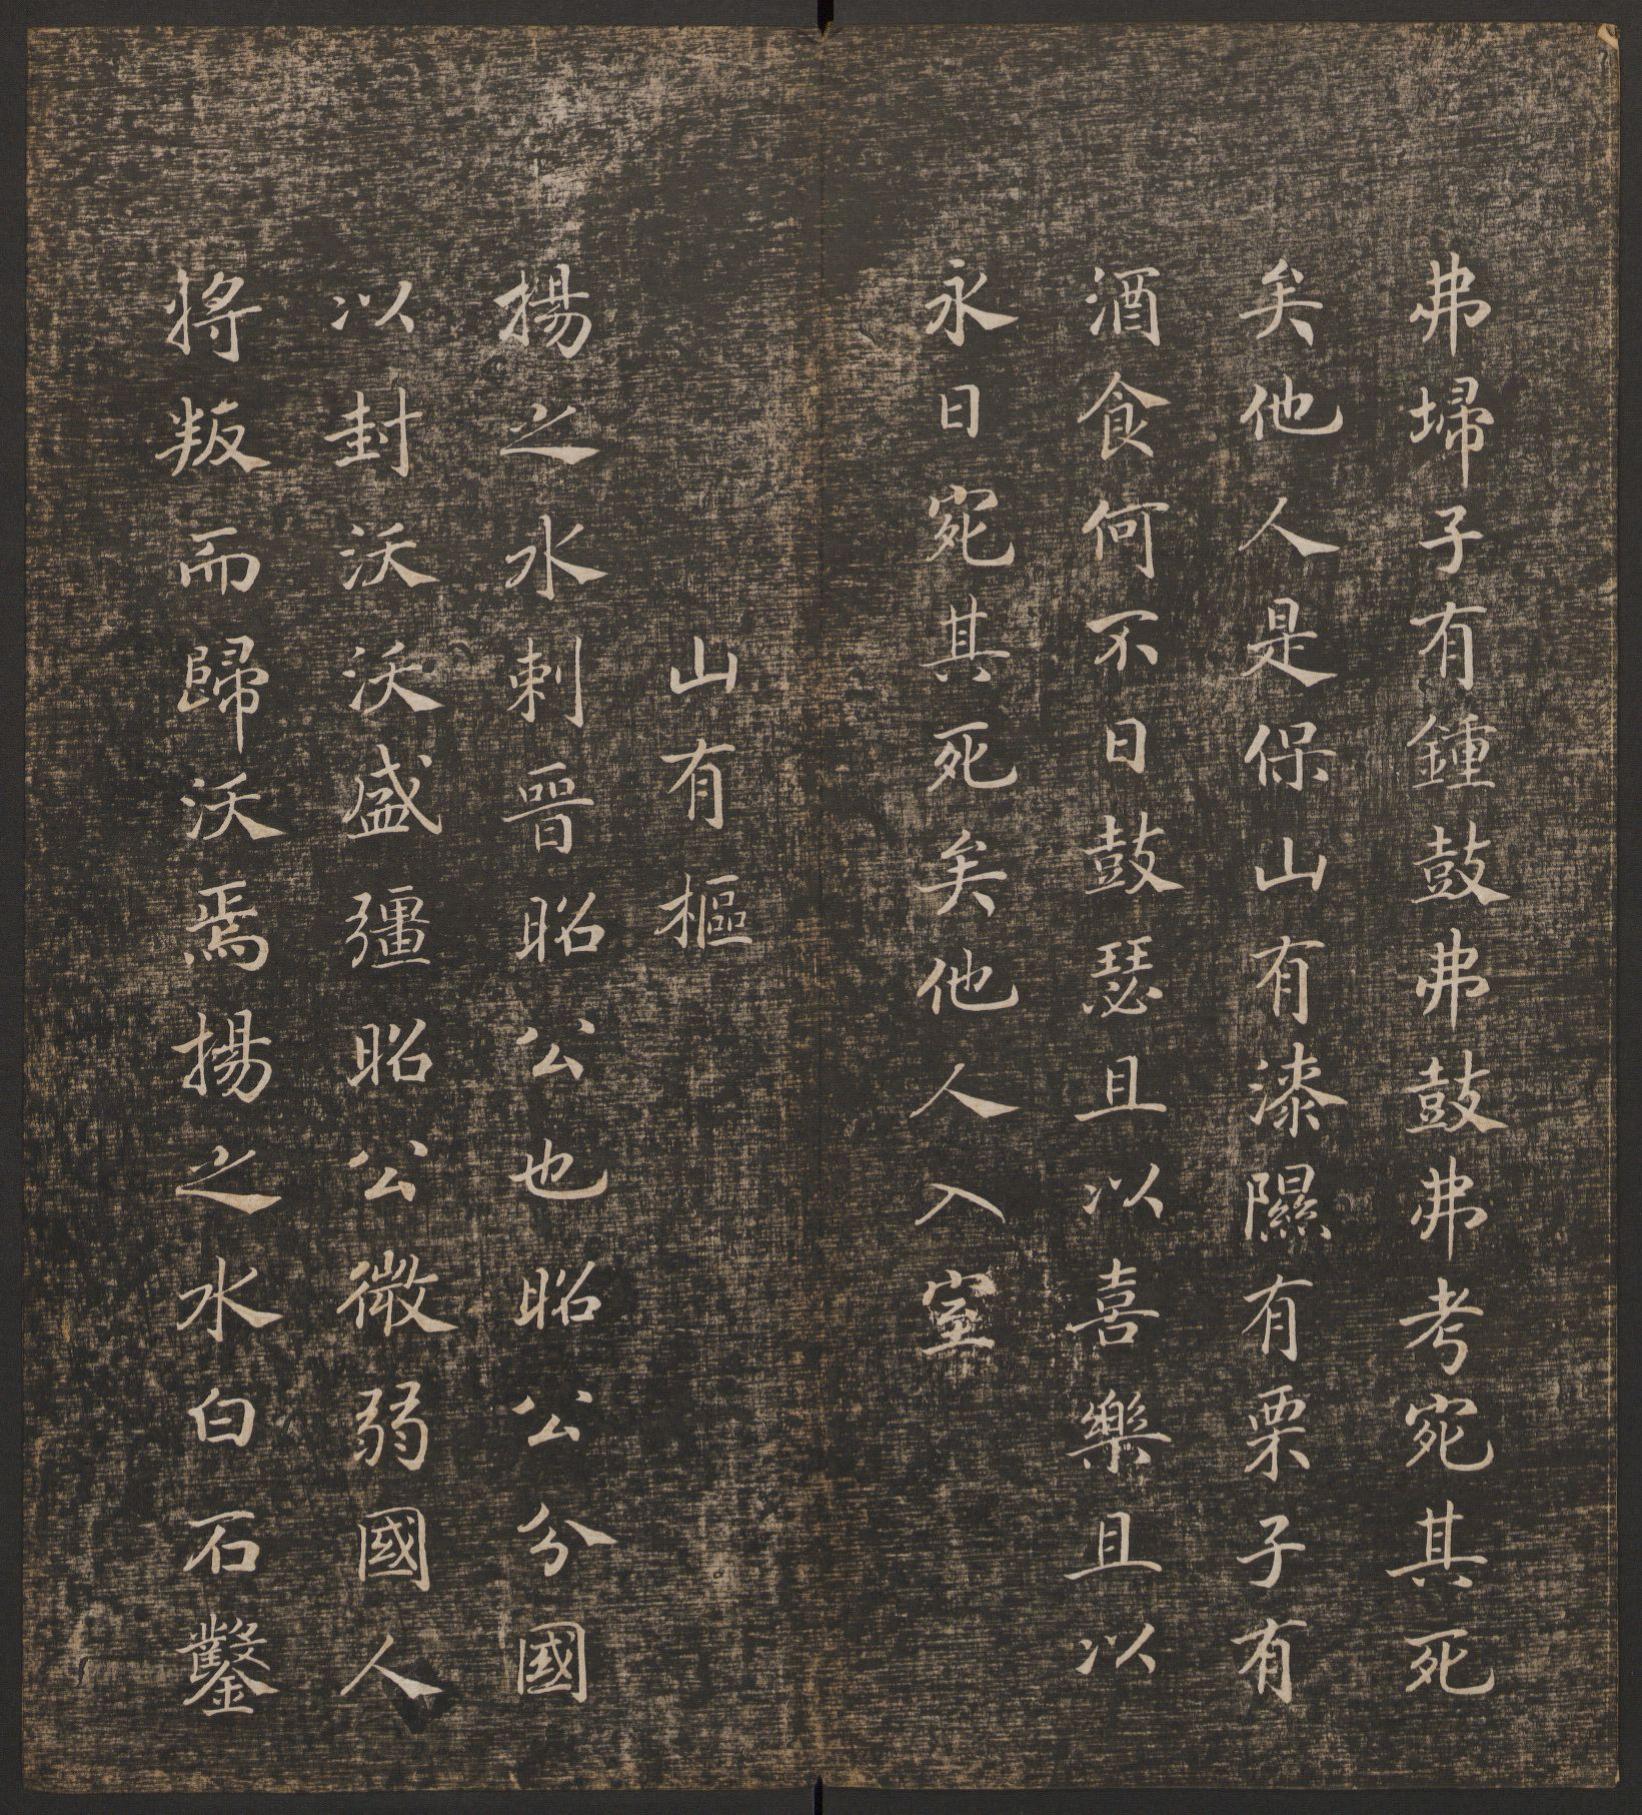 弗埽子有鍾鼓弗鼓弗考宛其死
矣他人是保山有漆隰有栗子有
酒食何不日鼓瑟且以喜樂且以
永日宛其死矣他人入室
山有樞
揚之水刺晉昭公也昭公分國
以封沃沃盛彊昭公微弱國人
將叛而歸沃焉揚之水白石鑿